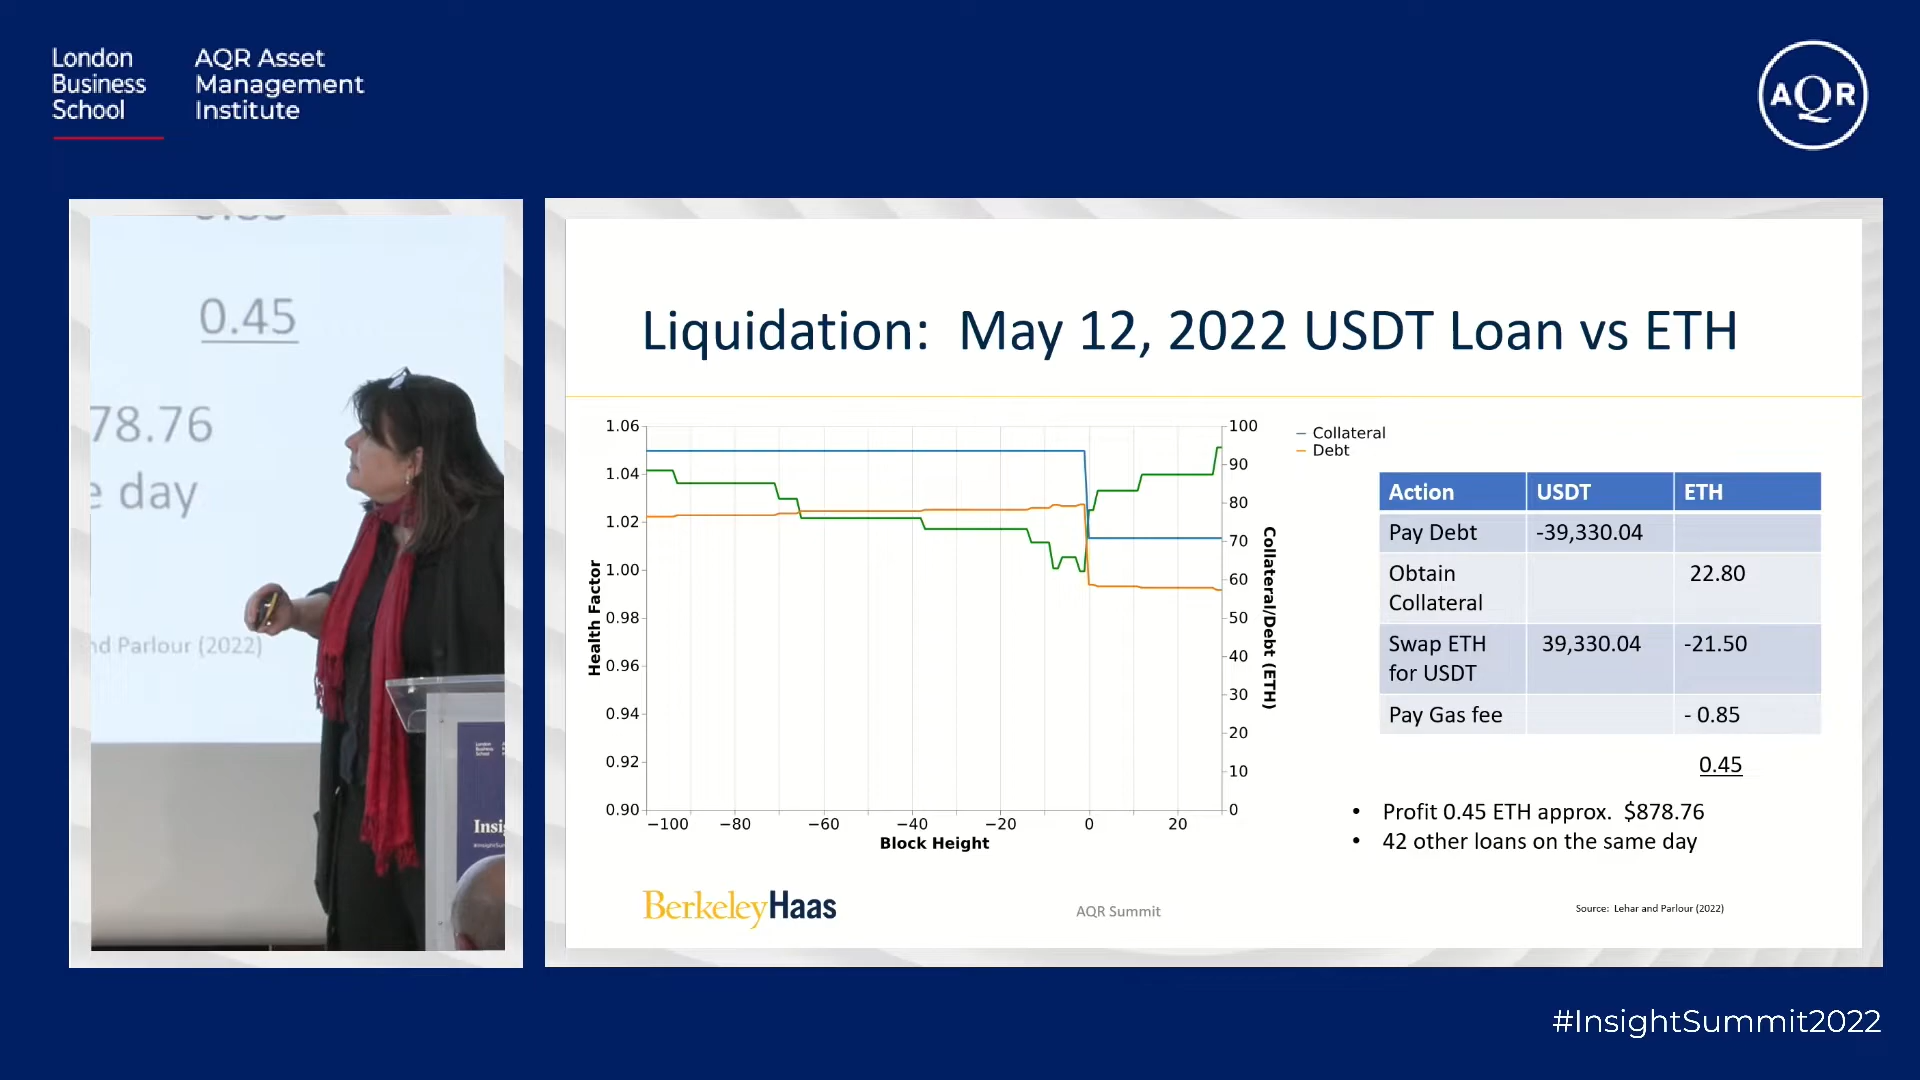 London
Business
School
AQR Asset
Management
Institute
AQR
0.45
78.76
e day
nd Parlour (2022)
Liquidation:  May 12, 2022 USDT Loan vs ETH
1.06
1.04
1.02
1.00
0.98
0.96
0.94
0.92
0.90
Health Factor
−100 −80 −60 −40 −20 0 20
Block Height
100
90
80
70
60
50
40
30
20
10
0
Collateral/Debt (ETH)
Collateral
Debt
Action USDT ETH
Pay Debt -39,330.04
Obtain 22.80
Collateral
Swap ETH 39,330.04 -21.50
for USDT
Pay Gas fee - 0.85
0.45
• Profit 0.45 ETH approx.  $878.76
• 42 other loans on the same day
BerkeleyHaas
AQR Summit
Source:  Lehar and Parlour (2022)
#InsightSummit2022